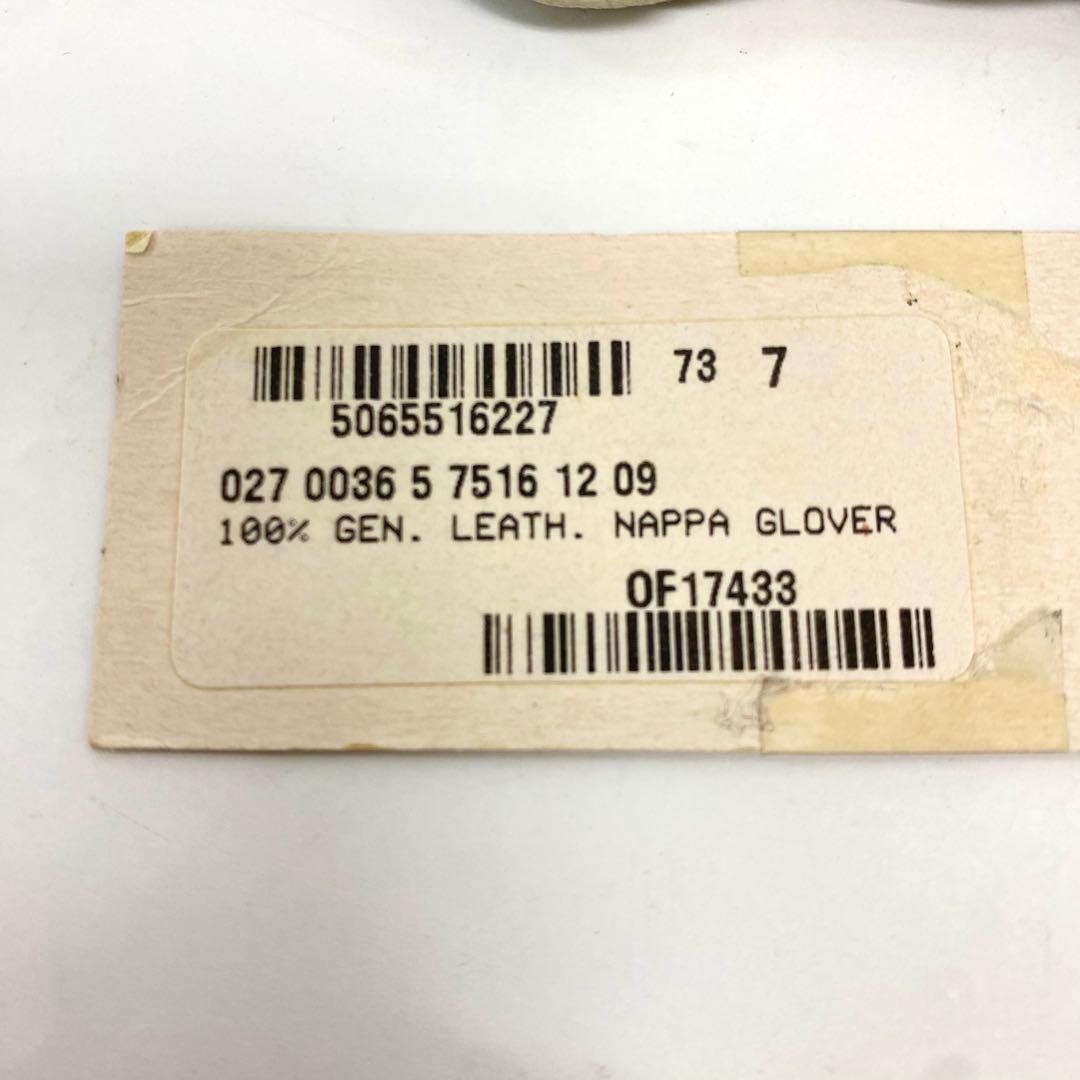 73 7
5065516227
027 0036 5 7516 12 09
100% GEN. LEATH. NAPPA GLOVER
OF17433